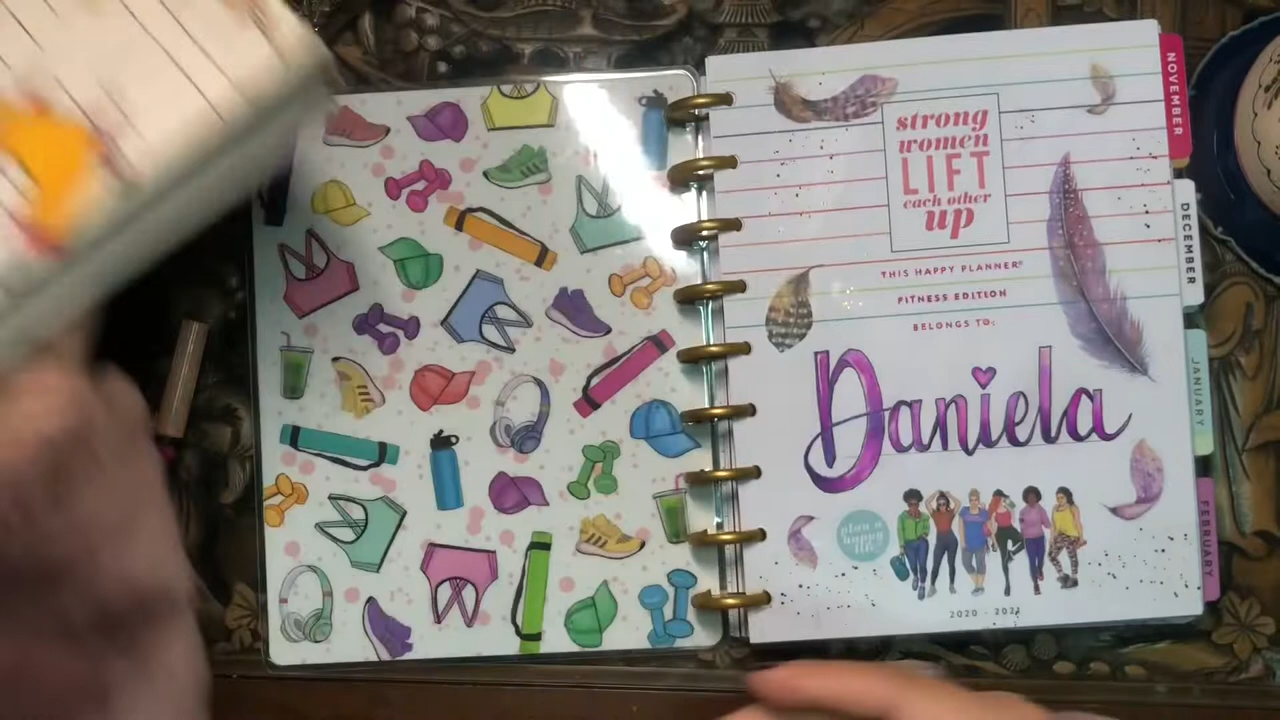 strong
women
LIFT
each other
up
THIS HAPPY PLANNER®
FITNESS EDITION
BELONGS TO:
Daniela
plan a
happy
life
2020 - 2021
NOVEMBER
DECEMBER
JANUARY
FEBRUARY